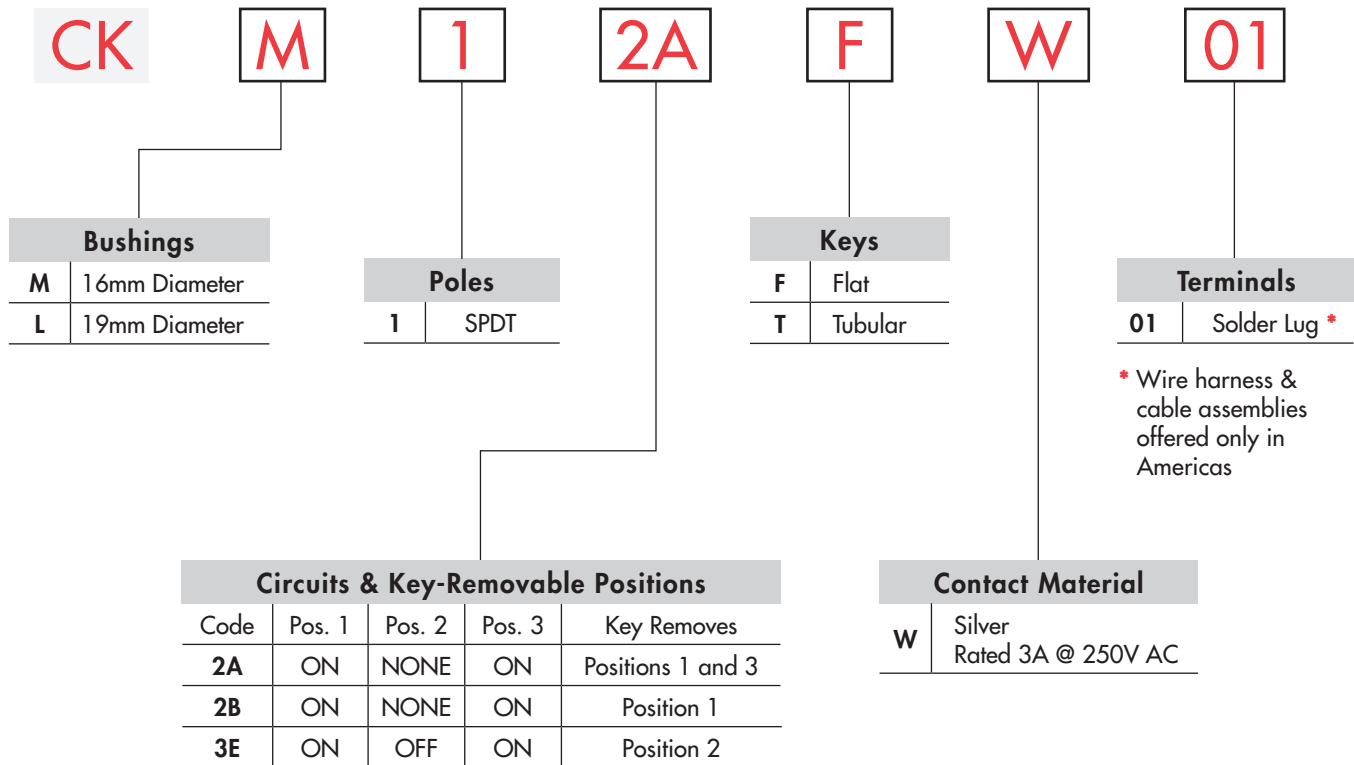 CK M 1 2A F W 01
Bushings
M 16mm Diameter
L 19mm Diameter
Poles
1 SPDT
Keys
F Flat
T Tubular
Terminals
01 Solder Lug *
* Wire harness &
cable assemblies
offered only in
Americas
Circuits & Key-Removable Positions
Code Pos. 1 Pos. 2 Pos. 3 Key Removes
2A ON NONE ON Positions 1 and 3
2B ON NONE ON Position 1
3E ON OFF ON Position 2
Contact Material
W Silver
Rated 3A @ 250V AC